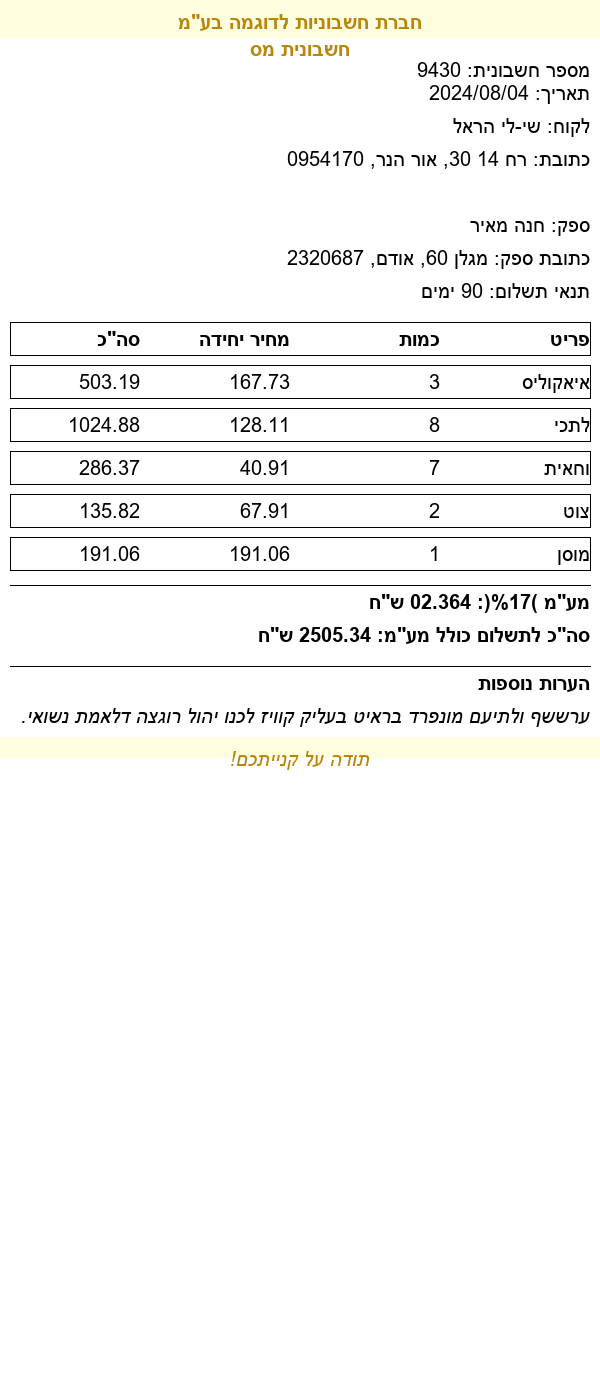 חברת חשבוניות לדוגמה בע"מ
חשבונית מס
מספר חשבונית: 9430
תאריך: 2024/08/04
לקוח: שי-לי הראל
כתובת: רח 14 30, אור הנר, 0954170
ספק: חנה מאיר
כתובת ספק: מגלן 60, אודם, 2320687
תנאי תשלום: 90 ימים
פריט כמות מחיר יחידה סה"כ
איאקוליס 3 167.73 503.19
לתכי 8 128.11 1024.88
וחאית 7 40.91 286.37
צוט 2 67.91 135.82
מוסן 1 191.06 191.06
מע"מ )17%(: 02.364 ש"ח
סה"כ לתשלום כולל מע"מ: 2505.34 ש"ח
הערות נוספות
ערששף ולתיעם מונפרד בראיט בעליק קוויז לכנו יהול רוגצה דלאמת נשואי.
תודה על קנייתכם!